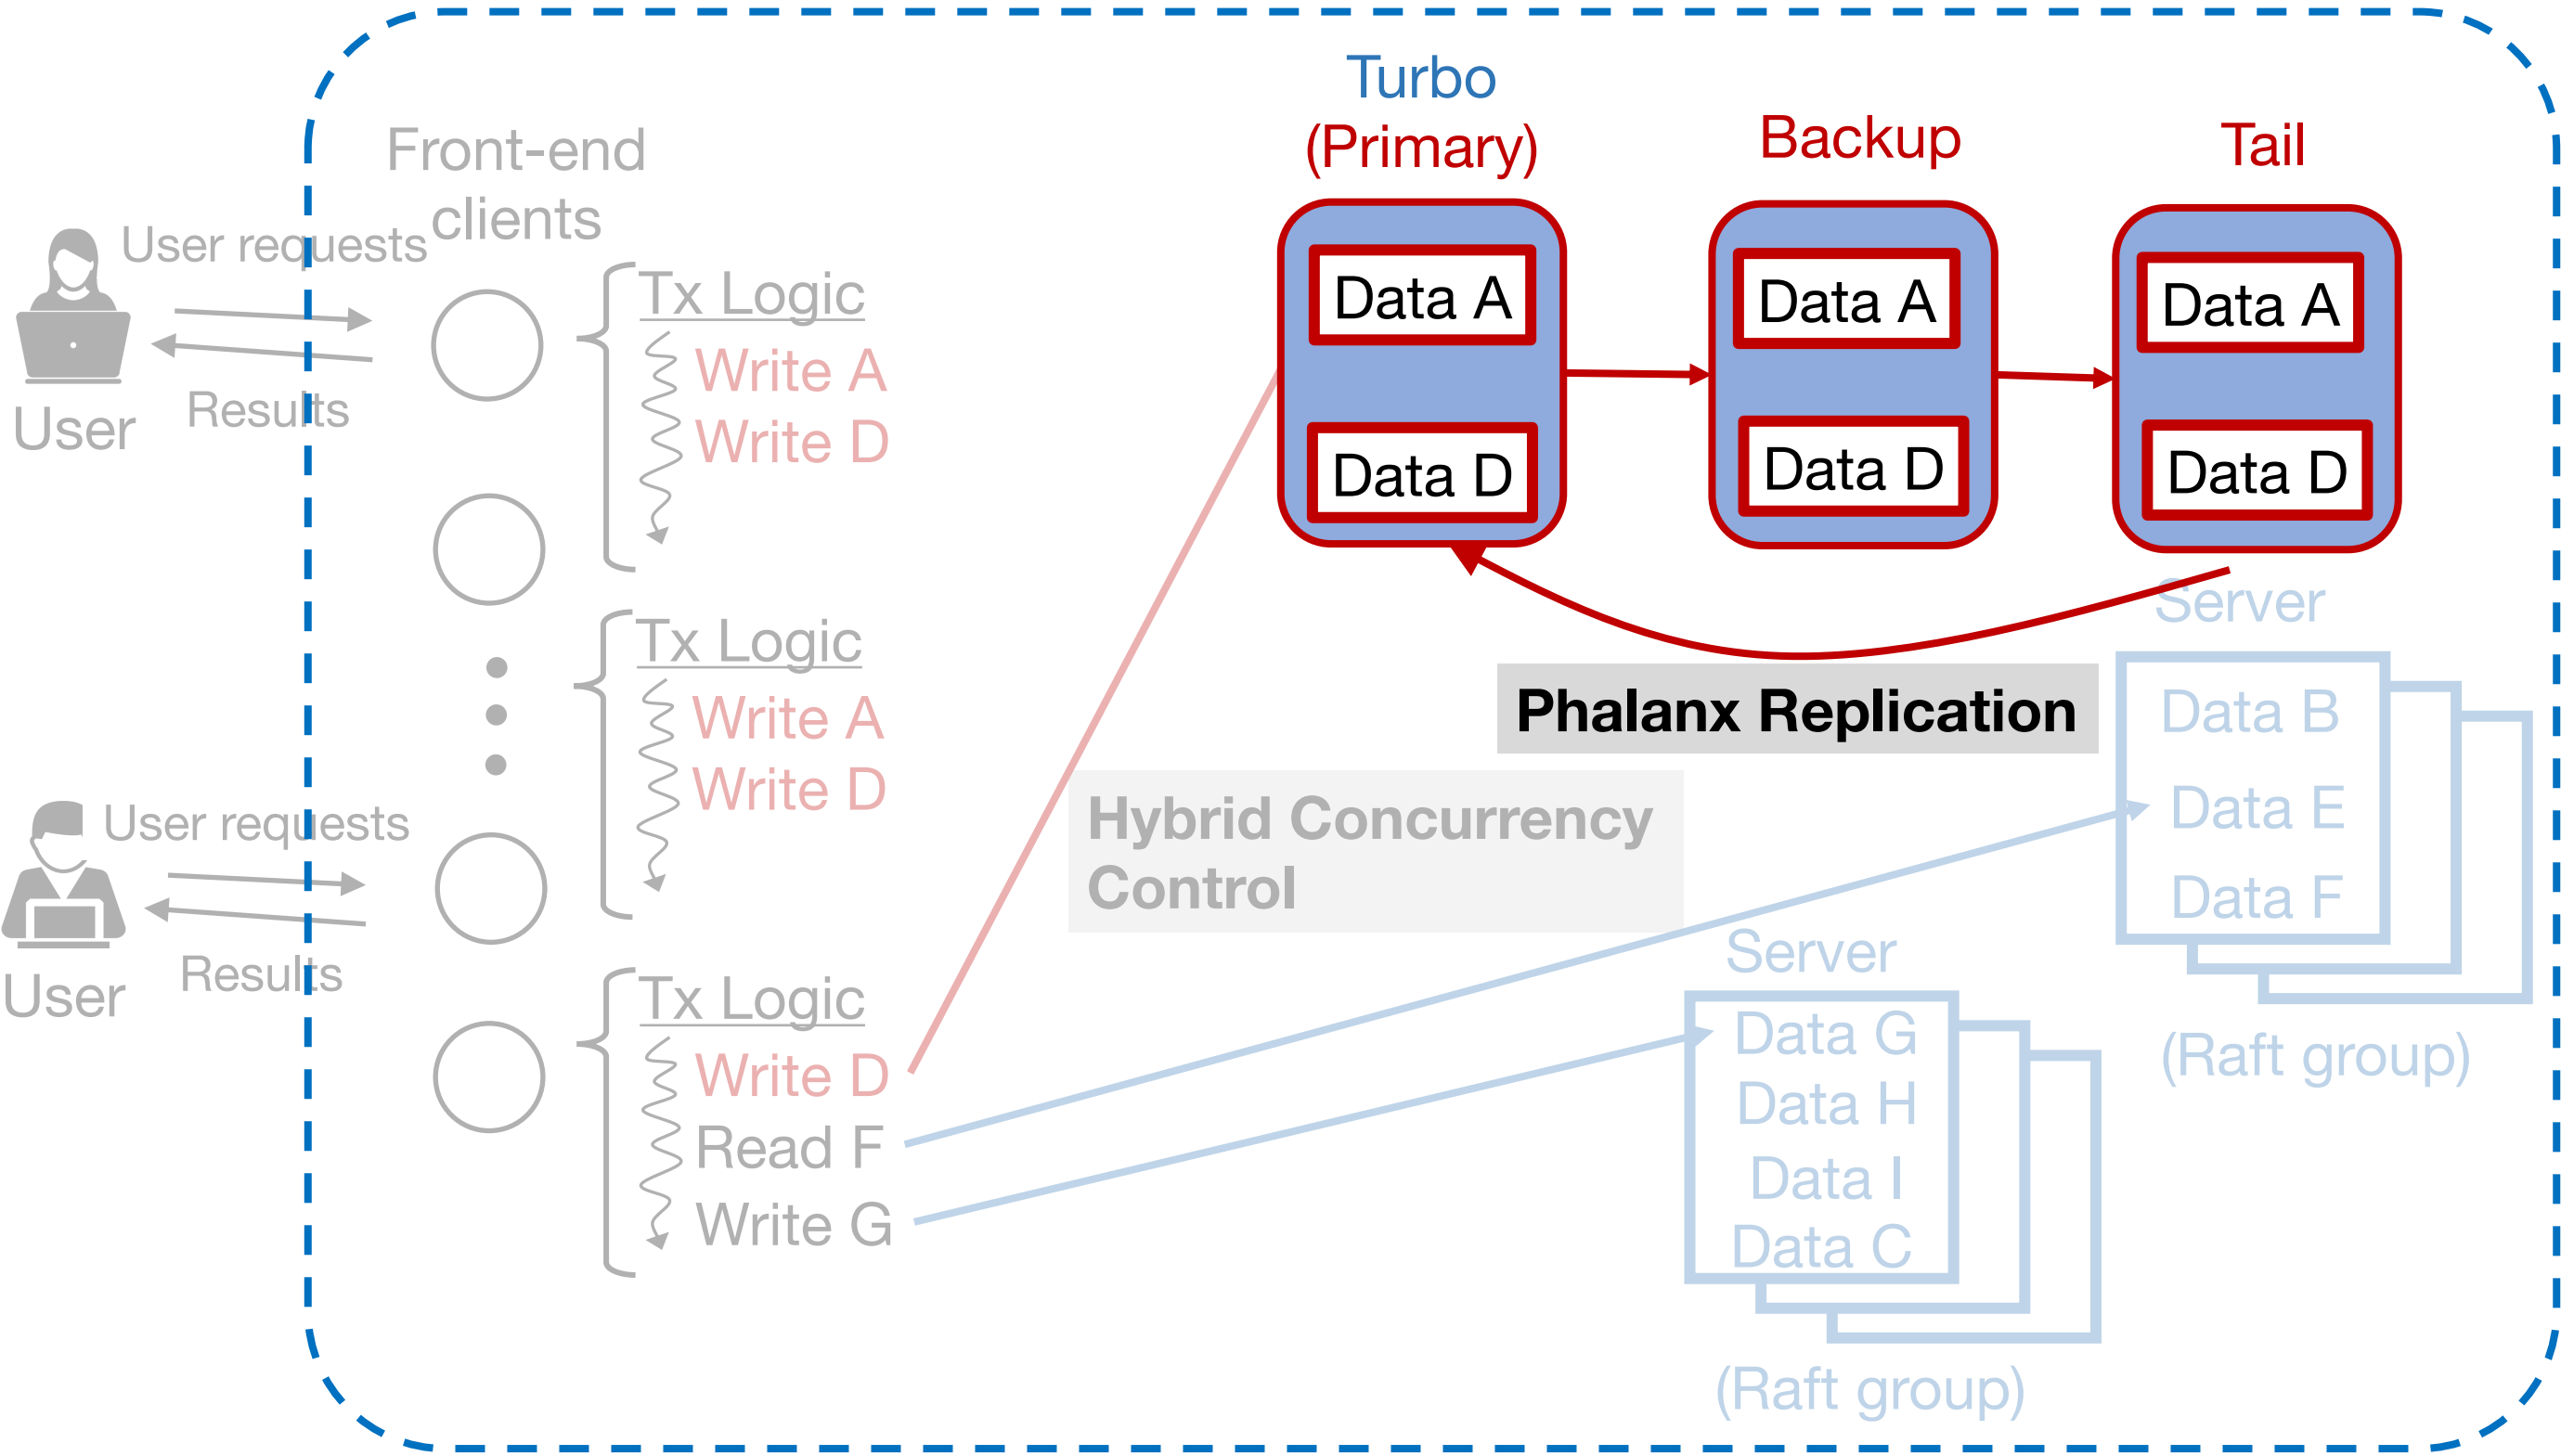 Turbo
(Primary)
Backup
Tail
Front-end
clients
User requests
Results
User
Tx Logic
Write A
Write D
Data A
Data D
Data A
Data D
Data A
Data D
Tx Logic
Write A
Write D
Phalanx Replication
Hybrid Concurrency
Control
User requests
Results
User
Tx Logic
Write D
Read F
Write G
Server
Data B
Data E
Data F
(Raft group)
Server
Data G
Data H
Data I
Data C
(Raft group)